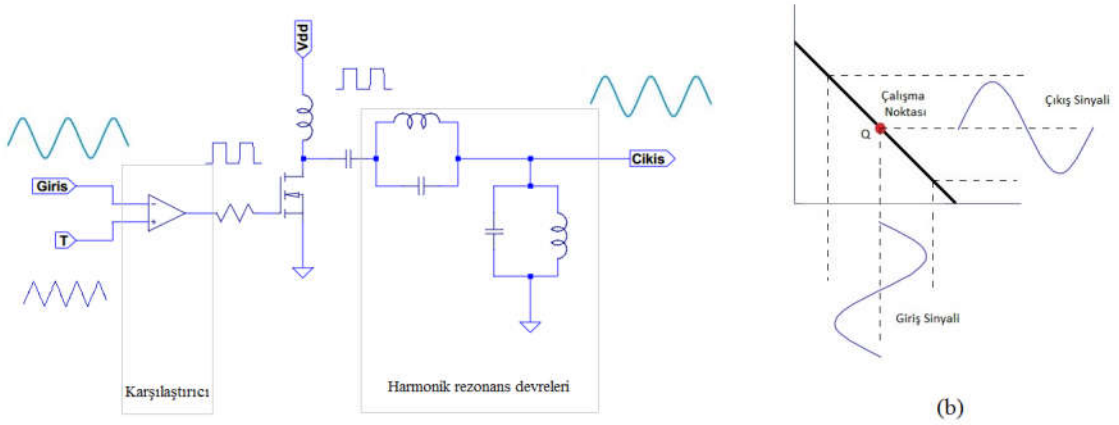 Vdd
Giris
T
−
+
Cikis
Karşılaştırıcı
Harmonik rezonans devreleri
Çalışma
Noktası
Q
Çıkış Sinyali
Giriş Sinyali
(b)